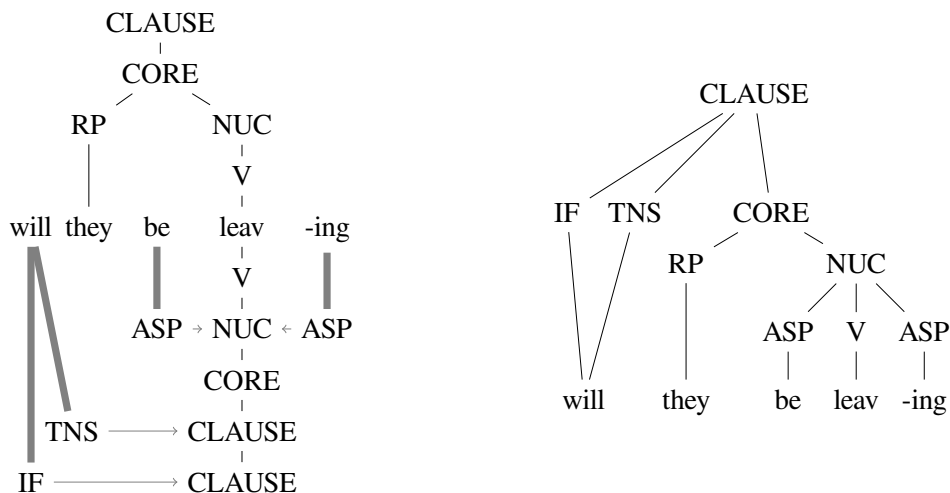 CLAUSE
CORE
RP NUC
V
will they be leav -ing
V
ASP NUC ASP
CORE
TNS CLAUSE
IF CLAUSE
CLAUSE
IF TNS CORE
RP NUC
ASP V ASP
will they be leav -ing